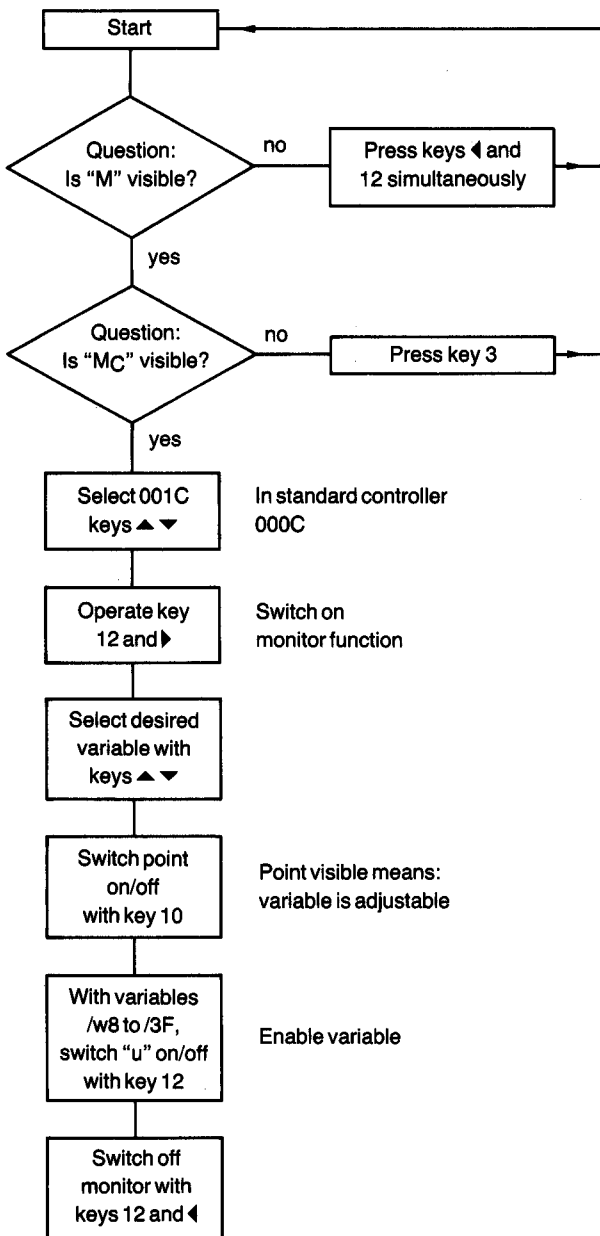 Start
Question:
Is “M” visible?
no
Press keys ◀ and
12 simultaneously
yes
Question:
Is “MC” visible?
no
Press key 3
yes
Select 001C
keys ▲ ▼
In standard controller
000C
Operate key
12 and ▶
Switch on
monitor function
Select desired
variable with
keys ▲ ▼
Switch point
on/off
with key 10
Point visible means:
variable is adjustable
With variables
/w8 to /3F,
switch “u” on/off
with key 12
Enable variable
Switch off
monitor with
keys 12 and ◀